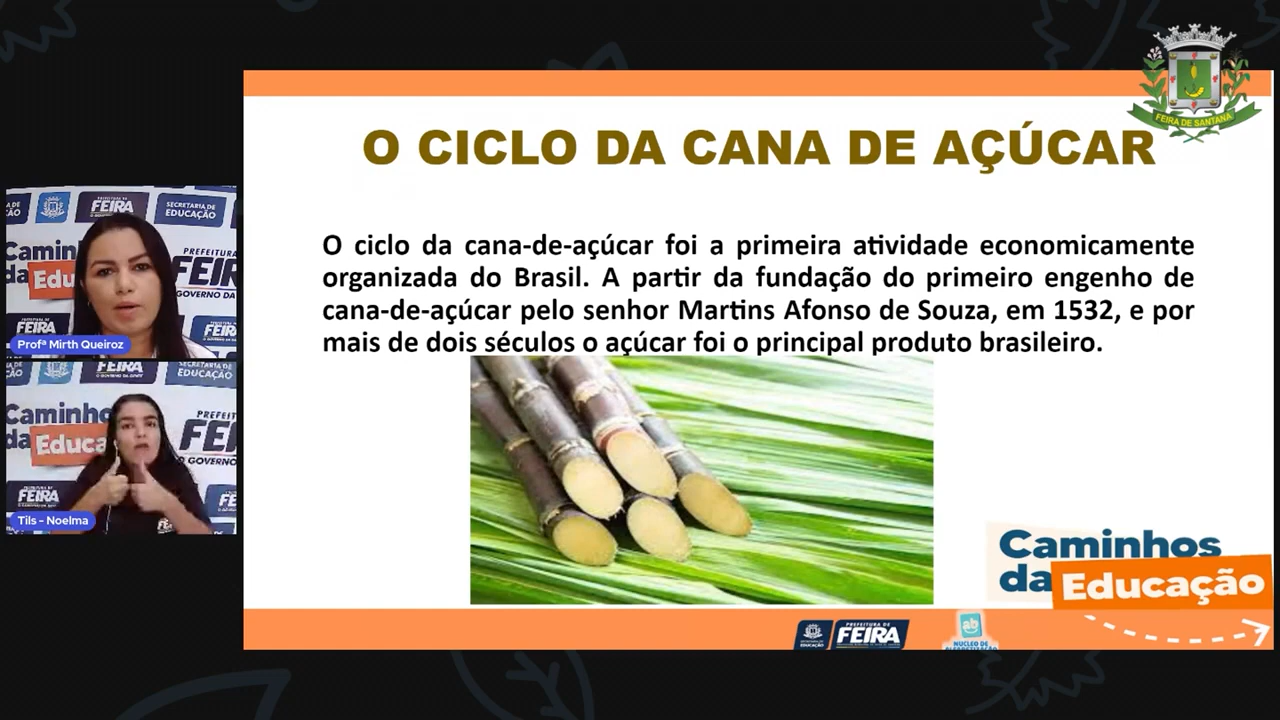 FEIRA DE SANTANA
O CICLO DA CANA DE AÇÚCAR
O ciclo da cana-de-açúcar foi a primeira atividade economicamente
organizada do Brasil. A partir da fundação do primeiro engenho de
cana-de-açúcar pelo senhor Martins Afonso de Souza, em 1532, e por
mais de dois séculos o açúcar foi o principal produto brasileiro.
FEIRA
SECRETARIA DE
EDUCAÇÃO
Profª Mirth Queiroz
FEIRA
Tils - Noelma
Caminhos
da Educação
PREFEITURA DE
FEIRA